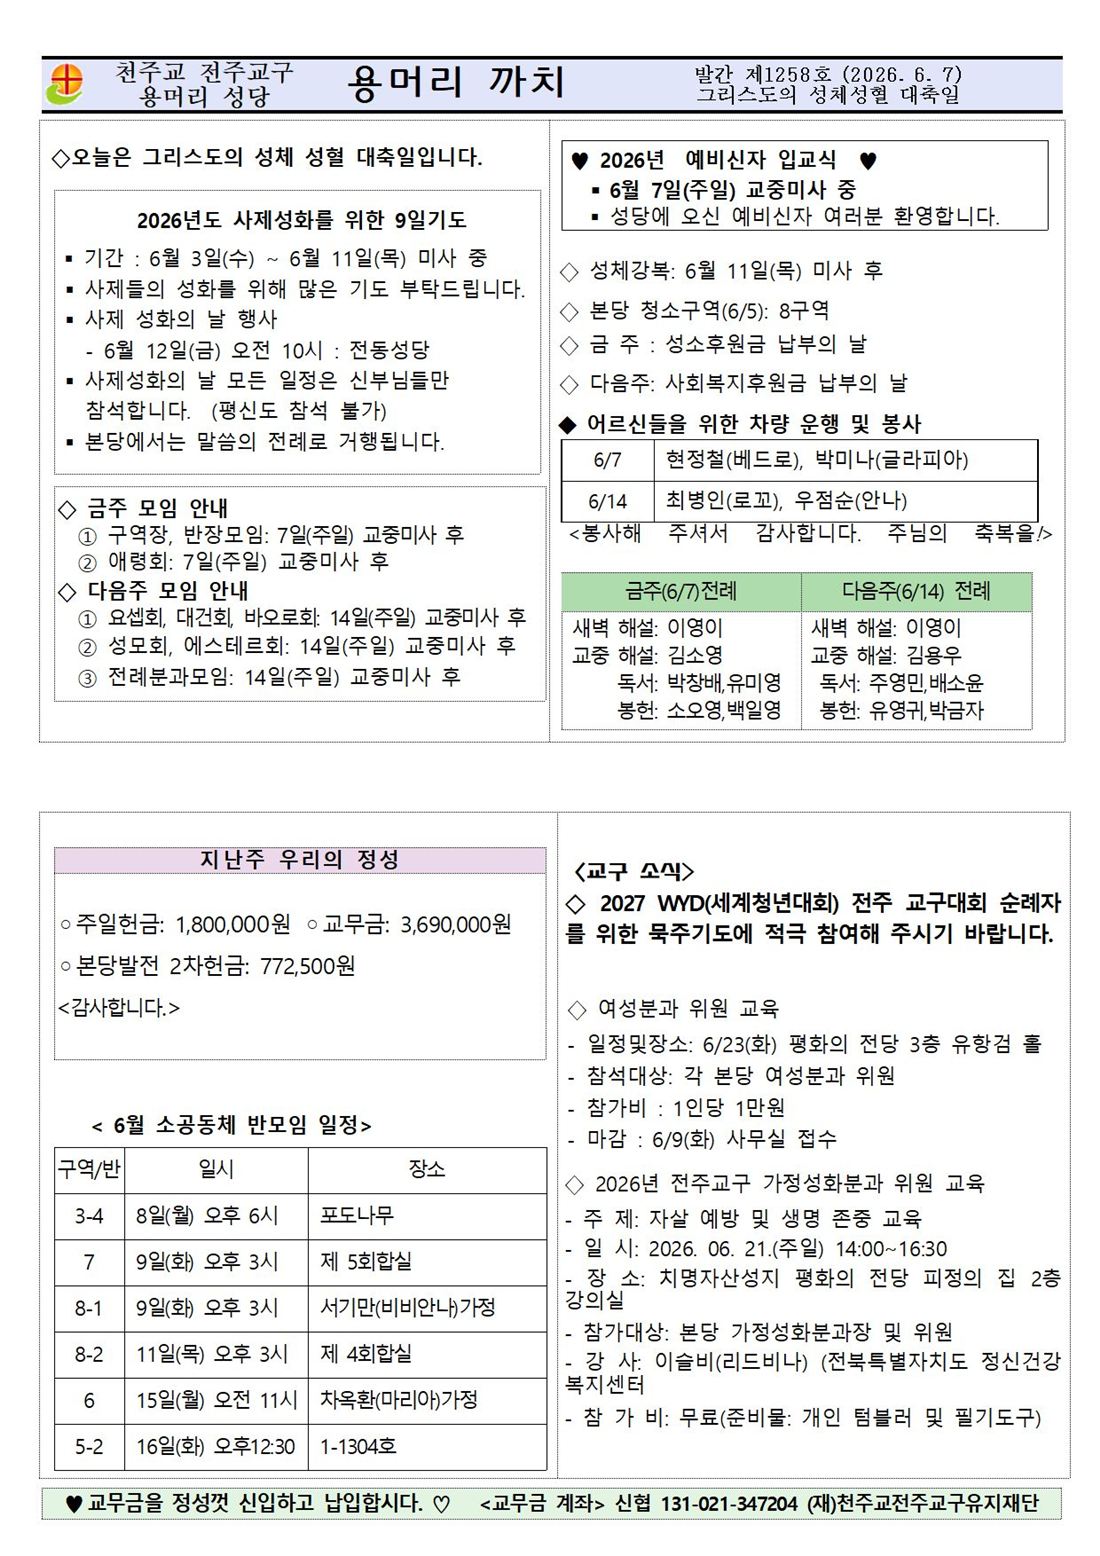 천주교 전주교구
용머리 성당
용머리 까치
발간 제1258호 (2026. 6. 7)
그리스도의 성체성혈 대축일
◇오늘은 그리스도의 성체 성혈 대축일입니다.
2026년도 사제성화를 위한 9일기도
▪ 기간 : 6월 3일(수) ~ 6월 11일(목) 미사 중
▪ 사제들의 성화를 위해 많은 기도 부탁드립니다.
▪ 사제 성화의 날 행사
- 6월 12일(금) 오전 10시 : 전동성당
▪ 사제성화의 날 모든 일정은 신부님들만
참석합니다. (평신도 참석 불가)
▪ 본당에서는 말씀의 전례로 거행됩니다.
◇ 금주 모임 안내
① 구역장, 반장모임: 7일(주일) 교중미사 후
② 애령회: 7일(주일) 교중미사 후
◇ 다음주 모임 안내
① 요셉회, 대건회, 바오로회: 14일(주일) 교중미사 후
② 성모회, 에스테르회: 14일(주일) 교중미사 후
③ 전례분과모임: 14일(주일) 교중미사 후
♥ 2026년 예비신자 입교식 ♥
▪ 6월 7일(주일) 교중미사 중
▪ 성당에 오신 예비신자 여러분 환영합니다.
◇ 성체강복: 6월 11일(목) 미사 후
◇ 본당 청소구역(6/5): 8구역
◇ 금 주 : 성소후원금 납부의 날
◇ 다음주: 사회복지후원금 납부의 날
◆ 어르신들을 위한 차량 운행 및 봉사
6/7 현정철(베드로), 박미나(글라피아)
6/14 최병인(로꼬), 우점순(안나)
<봉사해 주셔서 감사합니다. 주님의 축복을!>
금주(6/7)전례 다음주(6/14) 전례
새벽 해설: 이영이 새벽 해설: 이영이
교중 해설: 김소영 교중 해설: 김용우
독서: 박창배,유미영 독서: 주영민,배소윤
봉헌: 소오영,백일영 봉헌: 유영귀,박금자
지난주 우리의 정성
○ 주일헌금: 1,800,000원 ○ 교무금: 3,690,000원
○ 본당발전 2차헌금: 772,500원
<감사합니다.>
< 6월 소공동체 반모임 일정>
구역/반 일시 장소
3-4 8일(월) 오후 6시 포도나무
7 9일(화) 오후 3시 제 5회합실
8-1 9일(화) 오후 3시 서기만(비비안나)가정
8-2 11일(목) 오후 3시 제 4회합실
6 15일(월) 오전 11시 차옥환(마리아)가정
5-2 16일(화) 오후12:30 1-1304호
<교구 소식>
◇ 2027 WYD(세계청년대회) 전주 교구대회 순례자
를 위한 묵주기도에 적극 참여해 주시기 바랍니다.
◇ 여성분과 위원 교육
- 일정및장소: 6/23(화) 평화의 전당 3층 유항검 홀
- 참석대상: 각 본당 여성분과 위원
- 참가비 : 1인당 1만원
- 마감 : 6/9(화) 사무실 접수
◇ 2026년 전주교구 가정성화분과 위원 교육
- 주 제: 자살 예방 및 생명 존중 교육
- 일 시: 2026. 06. 21.(주일) 14:00~16:30
- 장 소: 치명자산성지 평화의 전당 피정의 집 2층
강의실
- 참가대상: 본당 가정성화분과장 및 위원
- 강 사: 이슬비(리드비나) (전북특별자치도 정신건강
복지센터
- 참 가 비: 무료(준비물: 개인 텀블러 및 필기도구)
♥ 교무금을 정성껏 신입하고 납입합시다. ♡ <교무금 계좌> 신협 131-021-347204 (재)천주교전주교구유지재단